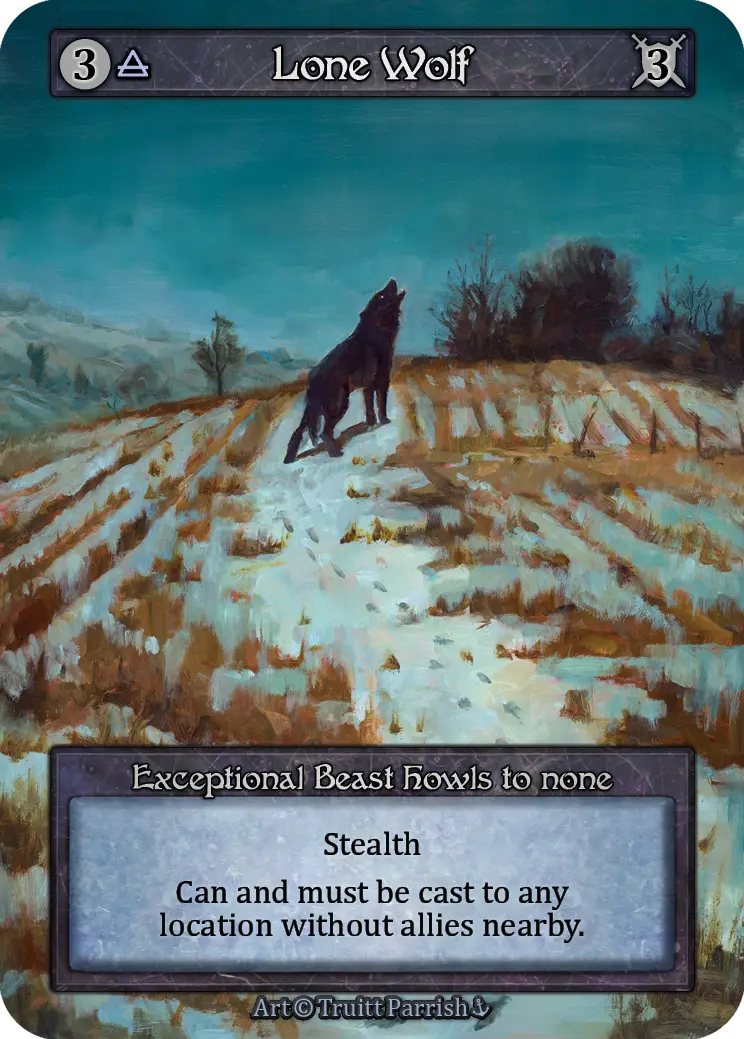 3 Lone Wolf 3
Exceptional Beast Howls to none
Stealth
Can and must be cast to any
location without allies nearby.
Art © Truitt Parrish